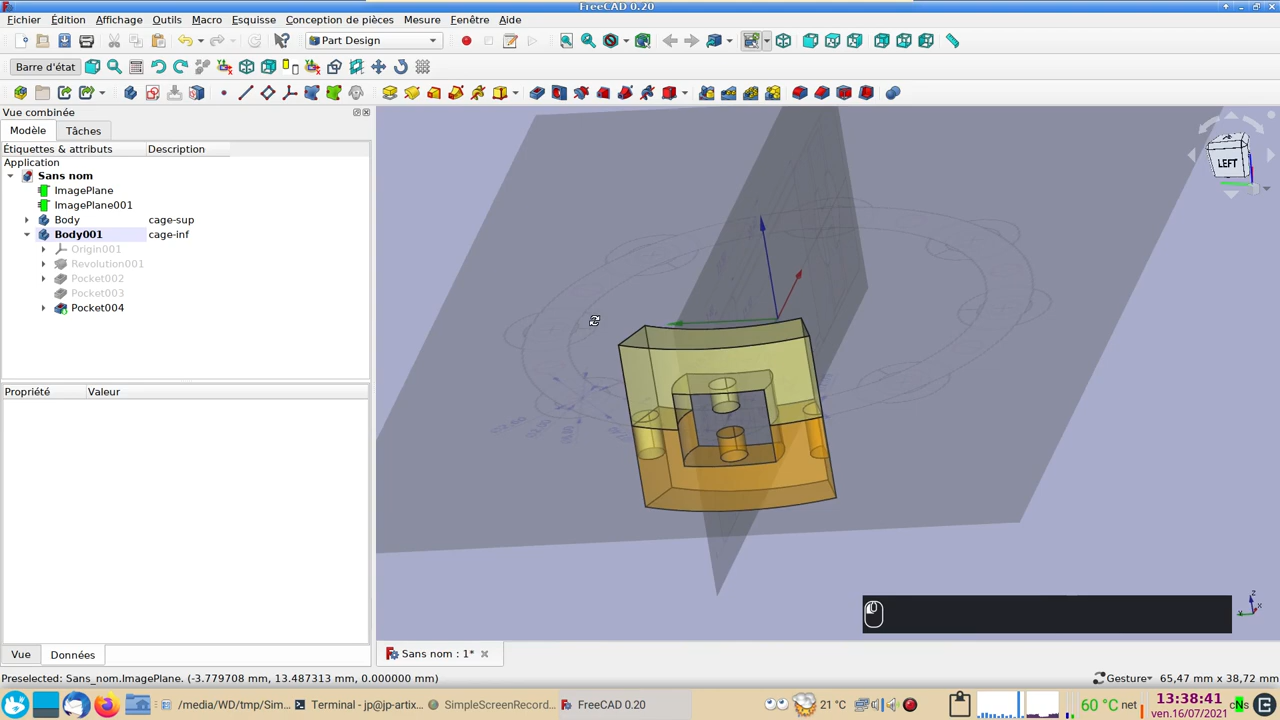 FreeCAD 0.20
Fichier Édition Affichage Outils Macro Esquisse Conception de pièces Mesure Fenêtre Aide
Part Design
Barre d'état
Vue combinée
Modèle Tâches
Étiquettes & attributs Description
Application
Sans nom
ImagePlane
ImagePlane001
Body cage-sup
Body001 cage-inf
Origin001
Revolution001
Pocket002
Pocket003
Pocket004
LEFT
Propriété Valeur
Vue Données
Sans nom : 1*
Preselected: Sans_nom.ImagePlane. (-3.779708 mm, 13.487313 mm, 0.000000 mm)
Gesture 65,47 mm x 38,72 mm
/media/WD/tmp/Sim... Terminal - jp@jp-artix... SimpleScreenRecord... FreeCAD 0.20
21 °C
60 °C net
13:38:41
ven.16/07/2021